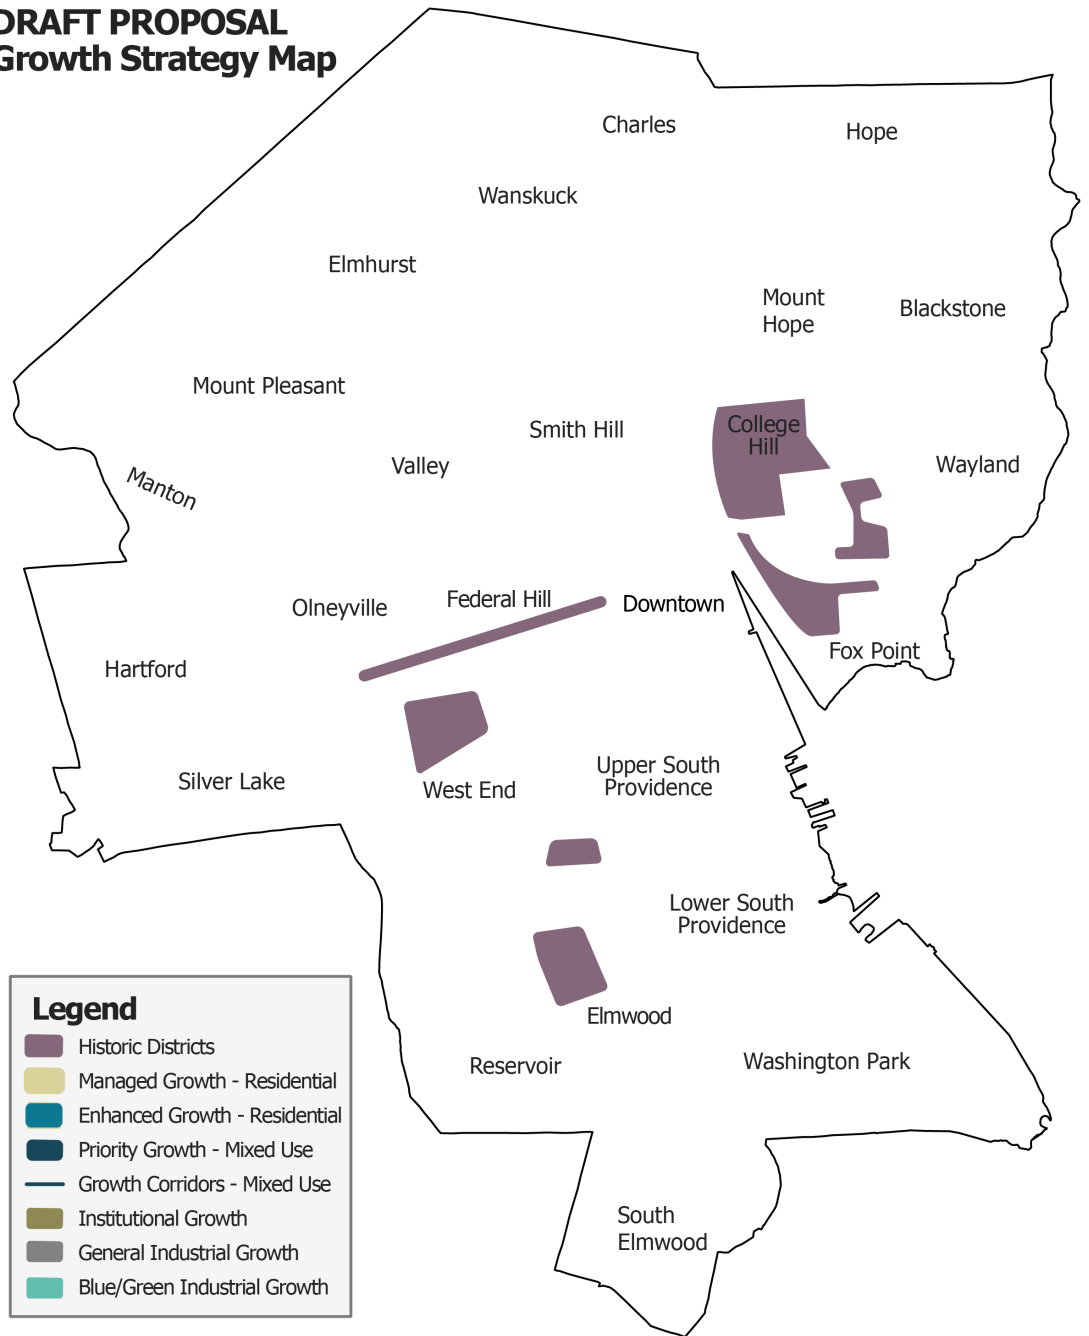 DRAFT PROPOSAL
Growth Strategy Map
Charles
Hope
Wanskuck
Elmhurst
Mount
Hope
Blackstone
Mount Pleasant
College
Hill
Smith Hill
Valley
Wayland
Manton
Federal Hill
Downtown
Olneyville
Fox Point
Hartford
Upper South
Providence
Silver Lake
West End
Lower South
Providence
Elmwood
Reservoir
Washington Park
South
Elmwood
Legend
Historic Districts
Managed Growth - Residential
Enhanced Growth - Residential
Priority Growth - Mixed Use
Growth Corridors - Mixed Use
Institutional Growth
General Industrial Growth
Blue/Green Industrial Growth